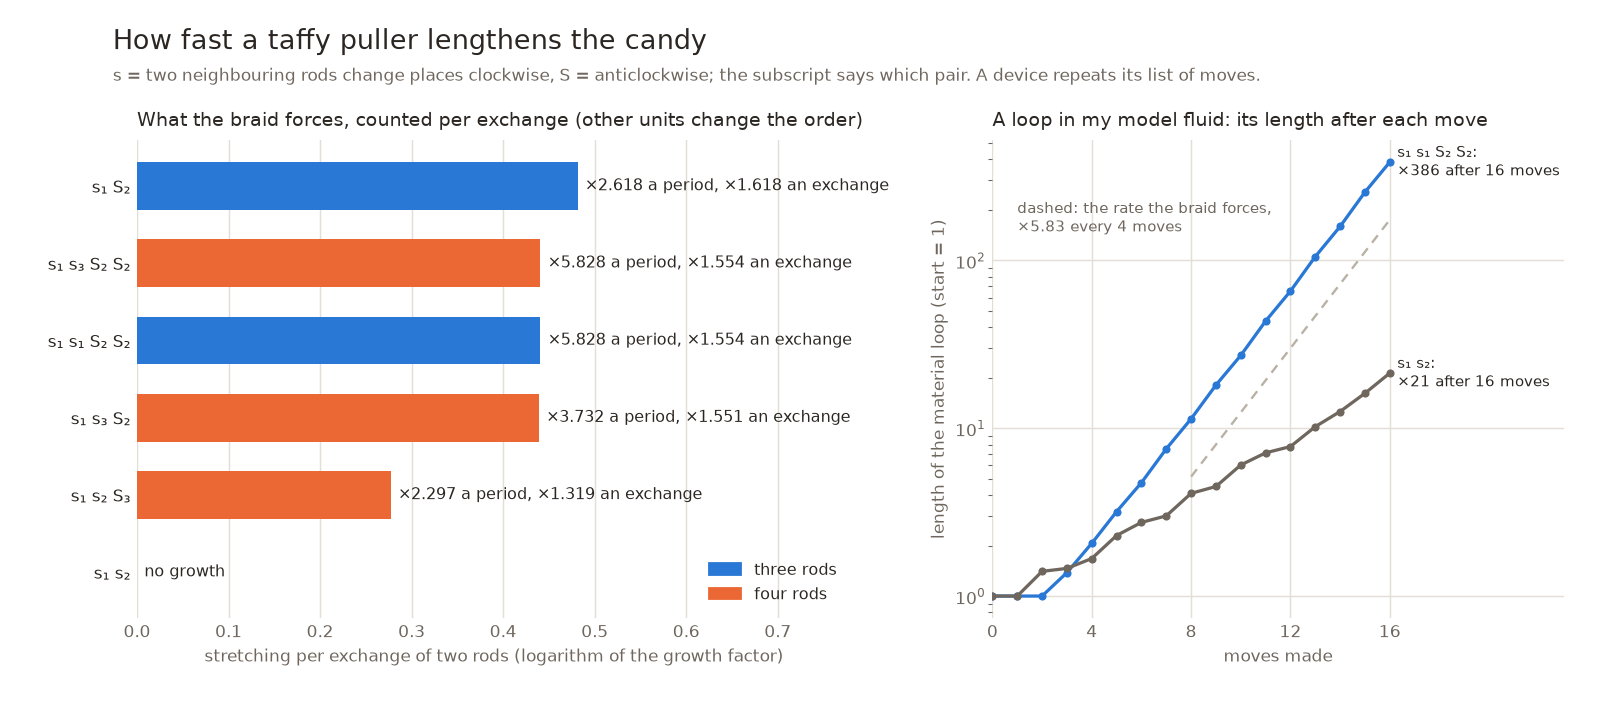 How fast a taffy puller lengthens the candy
s = two neighbouring rods change places clockwise, S = anticlockwise; the subscript says which pair. A device repeats its list of moves.
What the braid forces, counted per exchange (other units change the order)
s₁ S₂
×2.618 a period, ×1.618 an exchange
s₁ s₃ S₂ S₂
×5.828 a period, ×1.554 an exchange
s₁ s₁ S₂ S₂
×5.828 a period, ×1.554 an exchange
s₁ s₃ S₂
×3.732 a period, ×1.551 an exchange
s₁ s₂ S₃
×2.297 a period, ×1.319 an exchange
s₁ s₂
no growth
three rods
four rods
0.0 0.1 0.2 0.3 0.4 0.5 0.6 0.7
stretching per exchange of two rods (logarithm of the growth factor)
A loop in my model fluid: its length after each move
s₁ s₁ S₂ S₂:
×386 after 16 moves
dashed: the rate the braid forces,
×5.83 every 4 moves
s₁ s₂:
×21 after 16 moves
length of the material loop (start = 1)
10²
10¹
10⁰
0 4 8 12 16
moves made